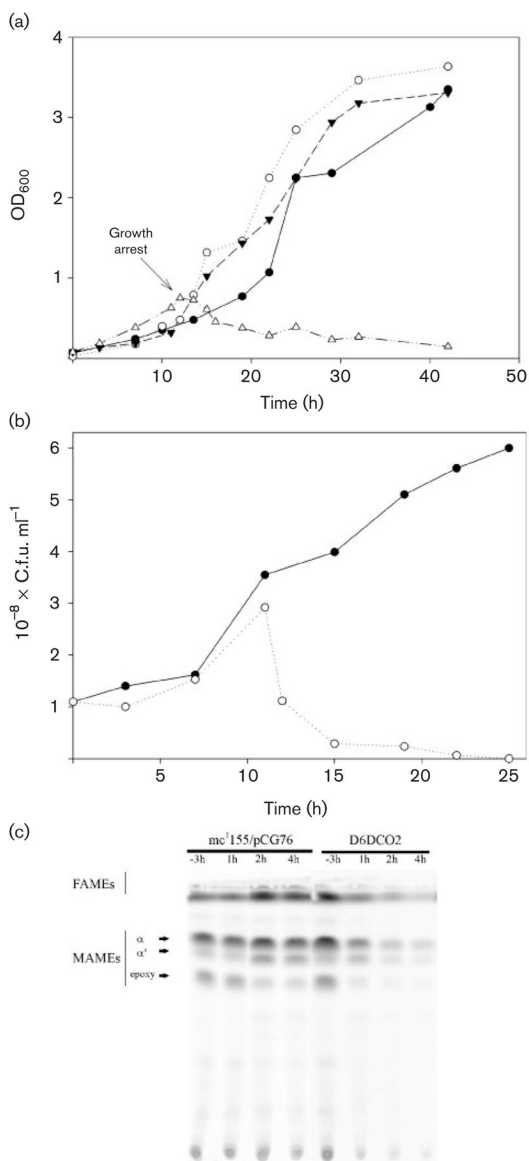 (a)
4
3
OD600
2
Growth
arrest
1
0 10 20 30 40 50
Time (h)
(b)
6
5
10−8 × C.f.u. ml−1
4
3
2
1
5 10 15 20 25
Time (h)
(c)
mc²155/pCG76 D6DCO2
-3h 1h 2h 4h -3h 1h 2h 4h
FAMEs
α
MAMEs α'
epoxy